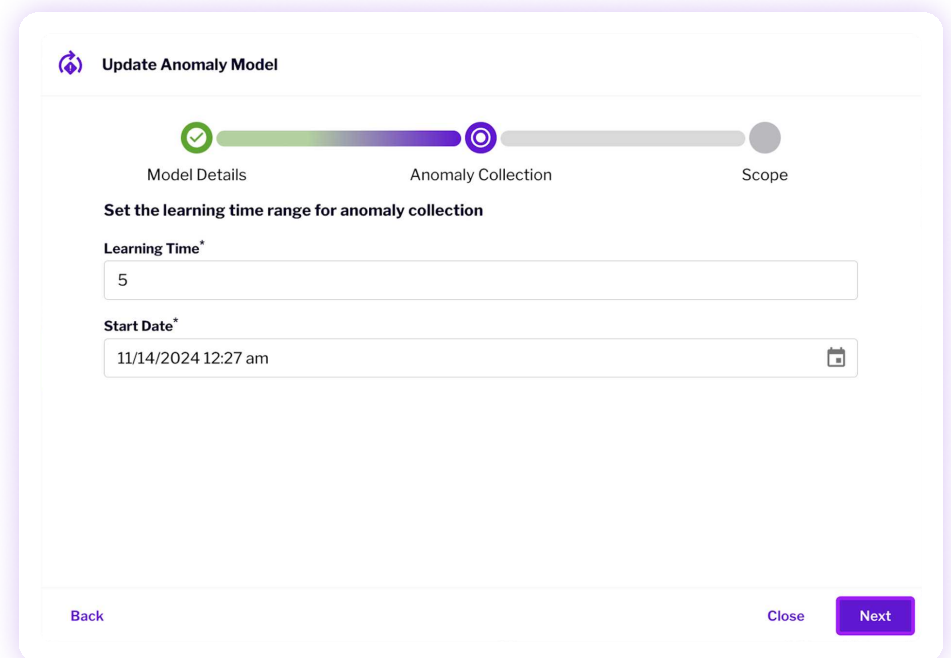 Update Anomaly Model
Model Details
Anomaly Collection
Scope
Set the learning time range for anomaly collection
Learning Time*
5
Start Date*
11/14/2024 12:27 am
Back
Close
Next